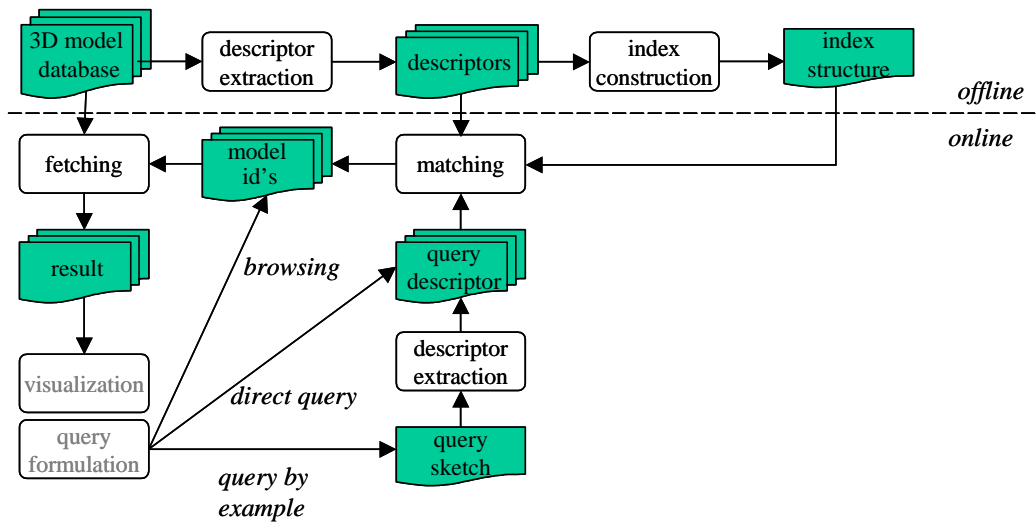 3D model
database
descriptor
extraction
descriptors
index
construction
index
structure
offline
online
fetching
model
id's
matching
result
browsing
query
descriptor
descriptor
extraction
visualization
direct query
query
formulation
query
sketch
query by
example